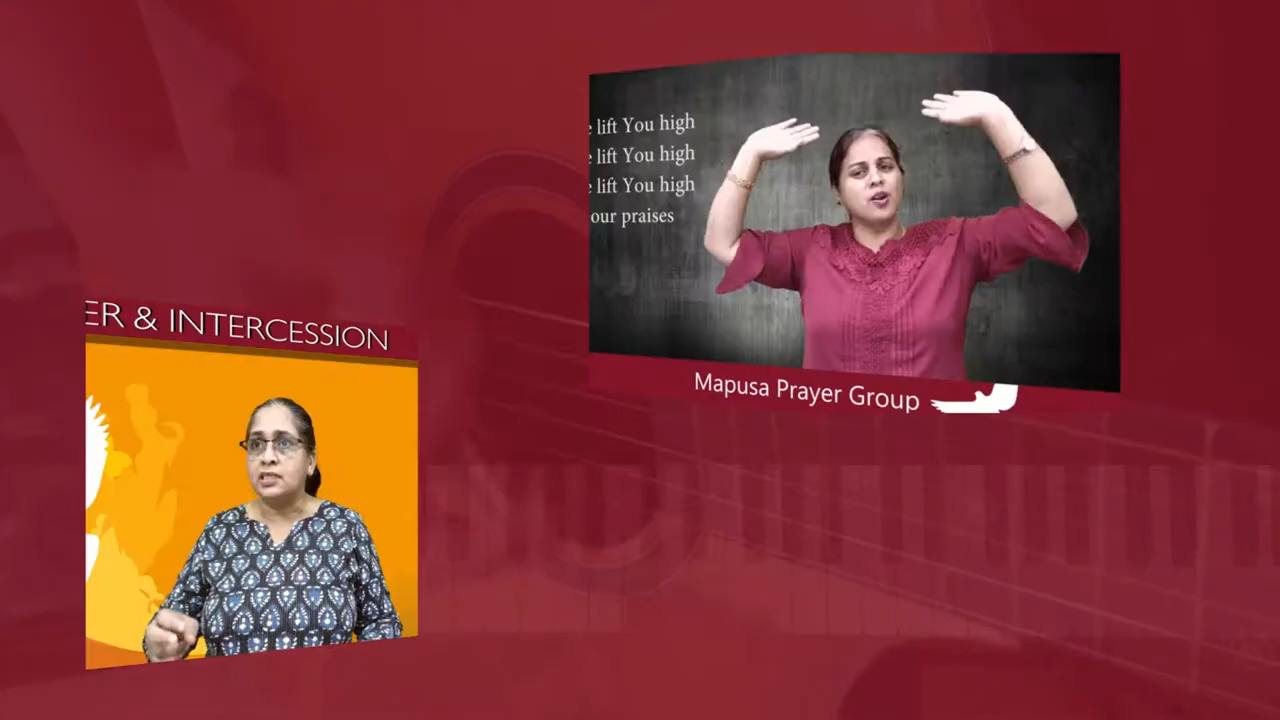 lift You high
lift You high
lift You high
our praises
Mapusa Prayer Group
ER & INTERCESSION